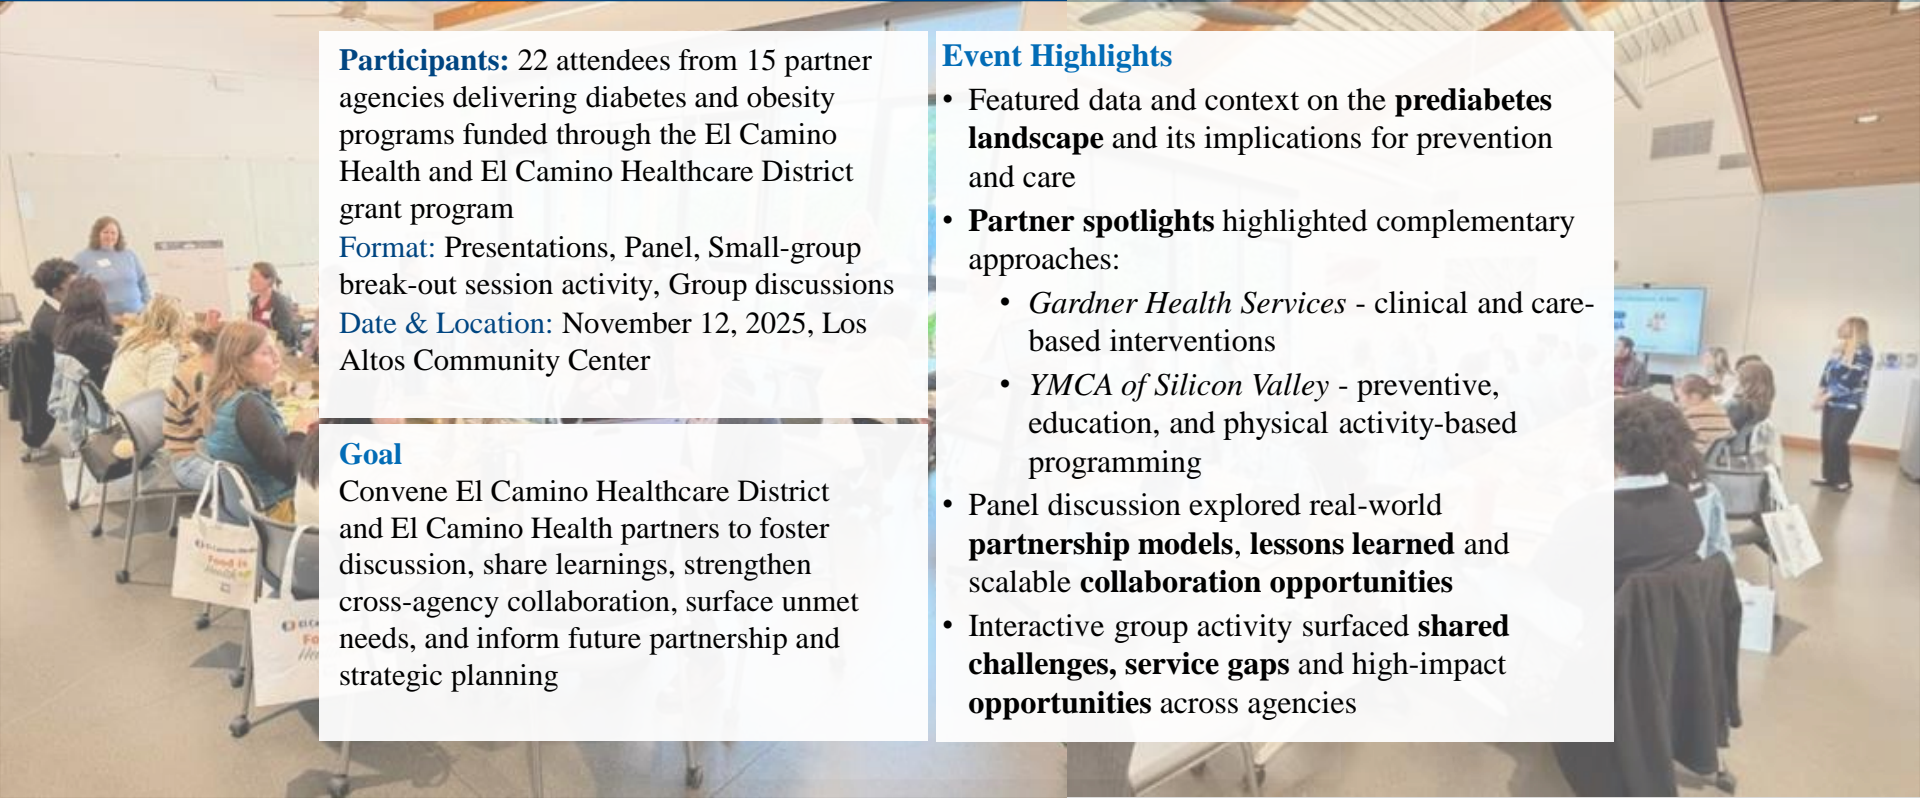 Participants: 22 attendees from 15 partner
agencies delivering diabetes and obesity
programs funded through the El Camino
Health and El Camino Healthcare District
grant program
Format: Presentations, Panel, Small-group
break-out session activity, Group discussions
Date & Location: November 12, 2025, Los
Altos Community Center
Goal
Convene El Camino Healthcare District
and El Camino Health partners to foster
discussion, share learnings, strengthen
cross-agency collaboration, surface unmet
needs, and inform future partnership and
strategic planning
Event Highlights
• Featured data and context on the prediabetes
landscape and its implications for prevention
and care
• Partner spotlights highlighted complementary
approaches:
• Gardner Health Services - clinical and care-
based interventions
• YMCA of Silicon Valley - preventive,
education, and physical activity-based
programming
• Panel discussion explored real-world
partnership models, lessons learned and
scalable collaboration opportunities
• Interactive group activity surfaced shared
challenges, service gaps and high-impact
opportunities across agencies
El Camino Health
Food is
Health